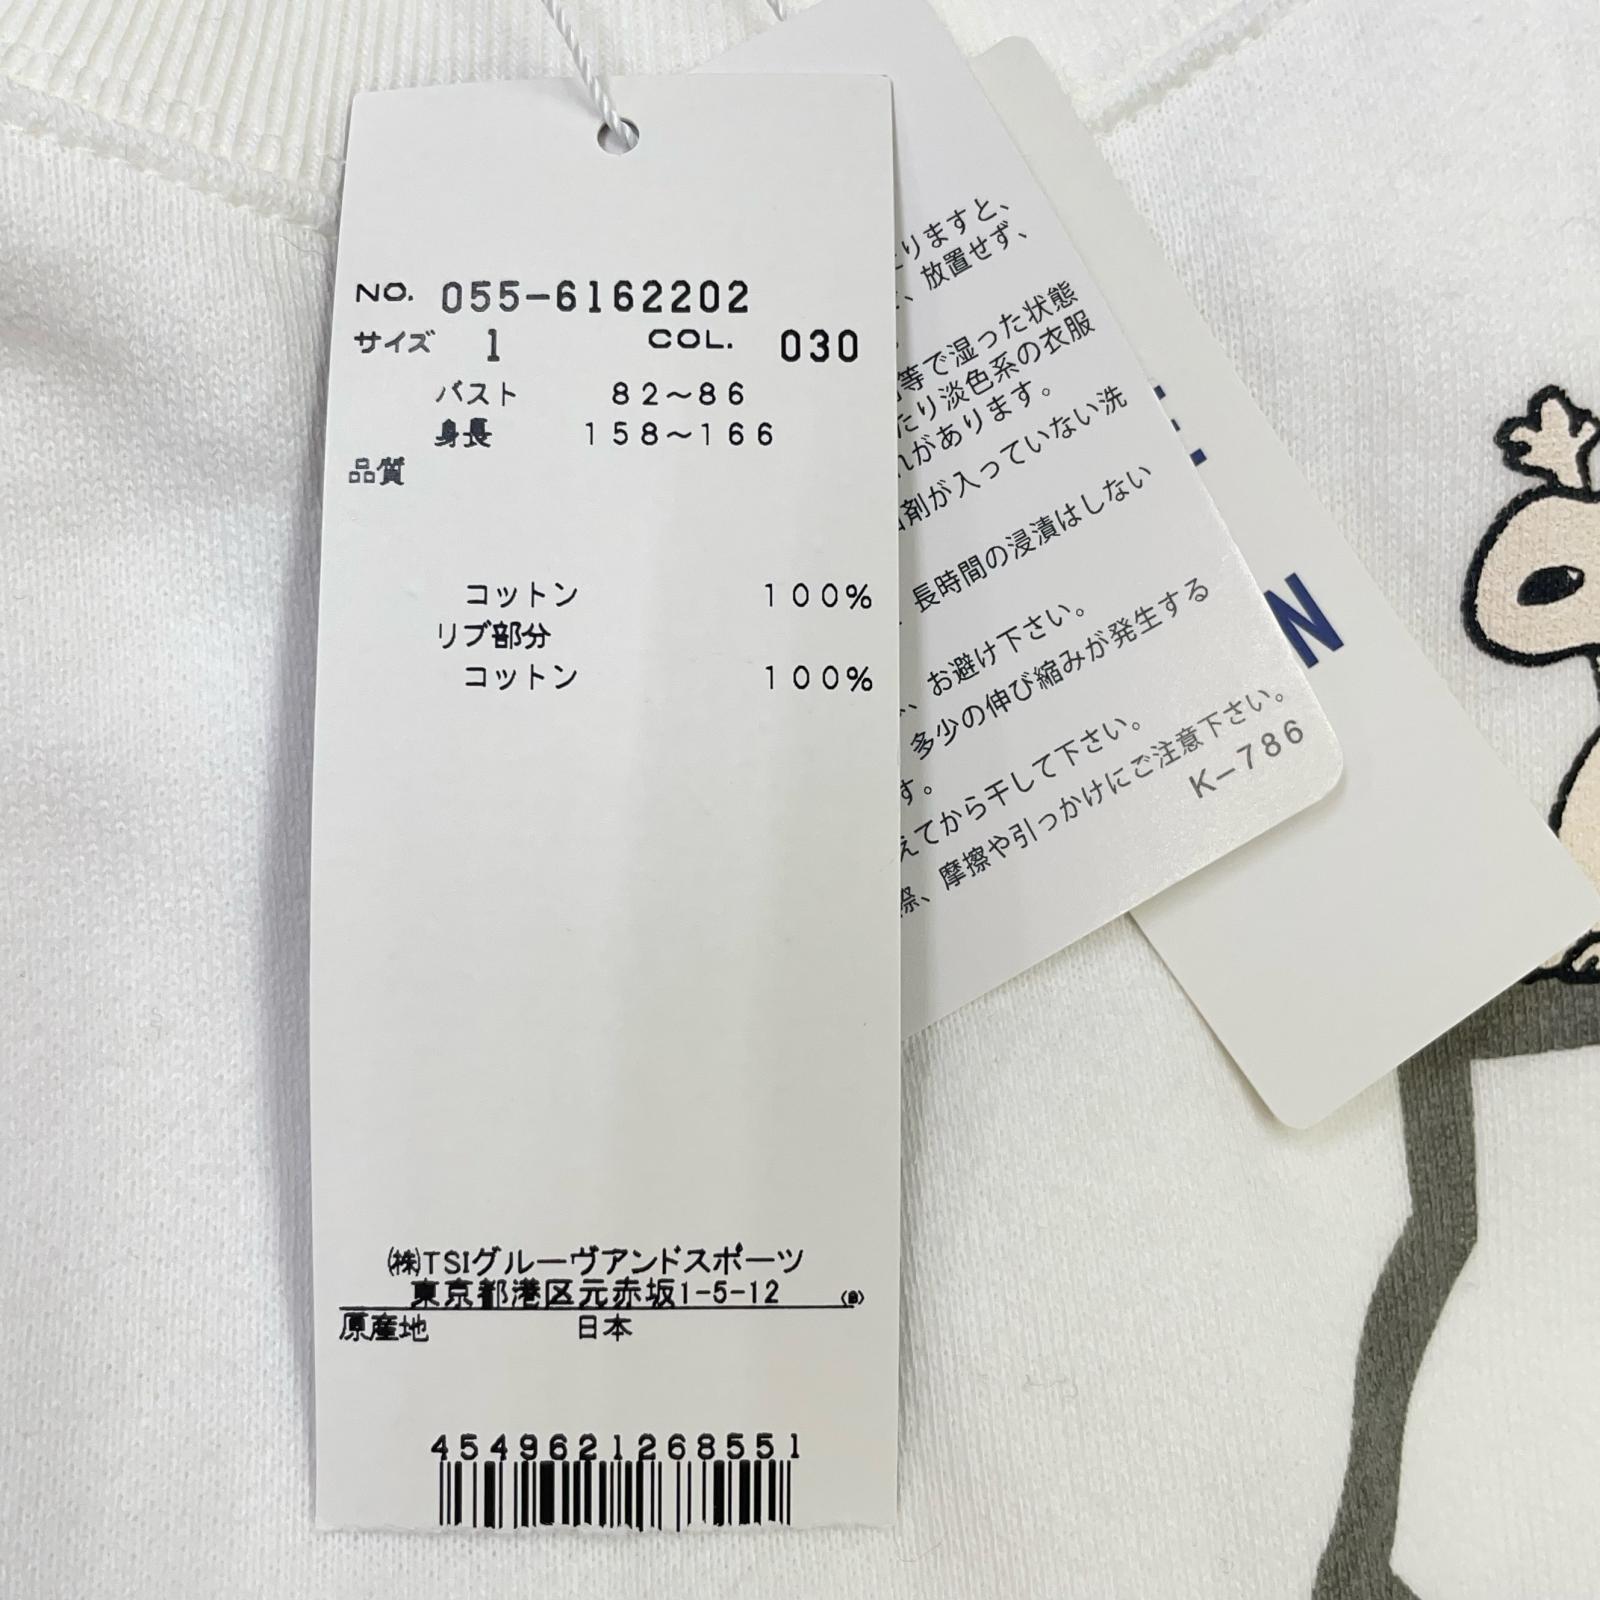 NO. 055-6162202
サイズ 1 COL. 030
バスト 82～86
身長 158～166
品質
コットン 100%
リブ部分
コットン 100%
㈱TSIグルーヴアンドスポーツ
東京都港区元赤坂1-5-12
原産地 日本
4549621268551
りますと、
、放置せず、
等で湿った状態
たり淡色系の衣服
があります。
剤が入っていない洗
長時間の浸漬はしない
、お避け下さい。
多少の伸び縮みが発生する
す。
えてから干して下さい。
際、摩擦や引っかけにご注意下さい。
K-786
N